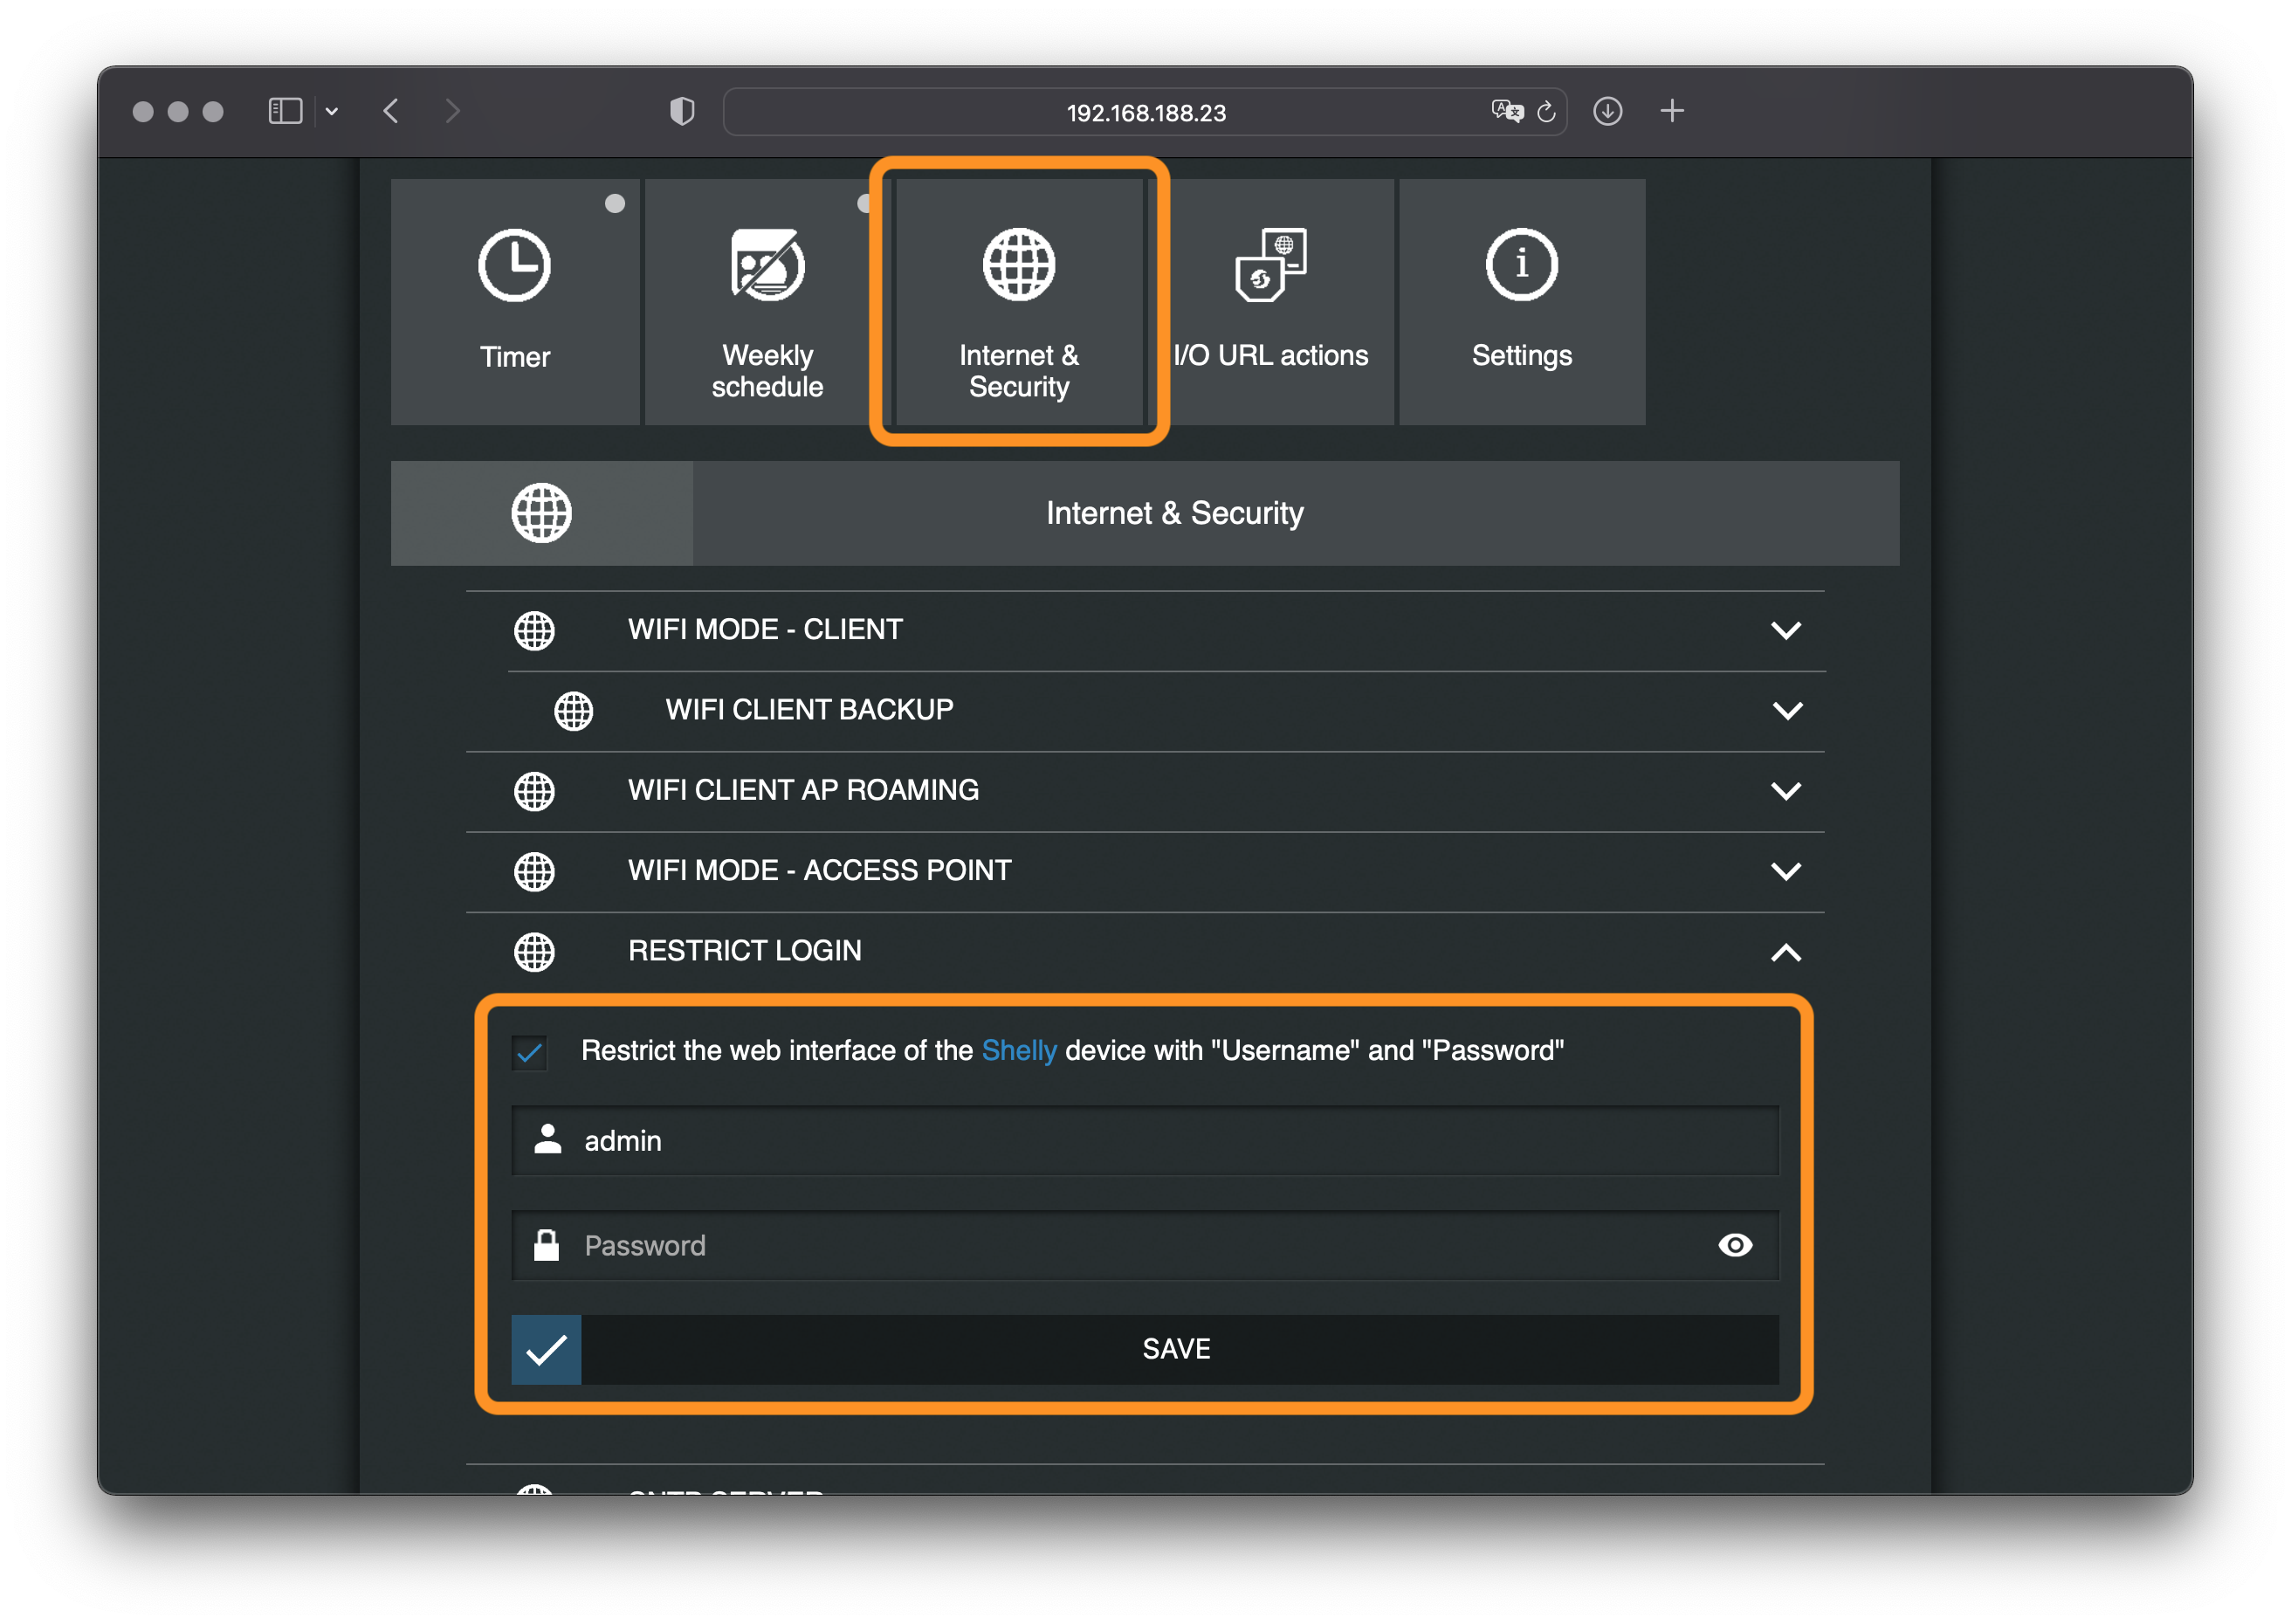 192.168.188.23
Timer
Weekly
schedule
Internet &
Security
I/O URL actions
Settings
Internet & Security
WIFI MODE - CLIENT
WIFI CLIENT BACKUP
WIFI CLIENT AP ROAMING
WIFI MODE - ACCESS POINT
RESTRICT LOGIN
Restrict the web interface of the Shelly device with "Username" and "Password"
admin
Password
SAVE
SNTP SERVER